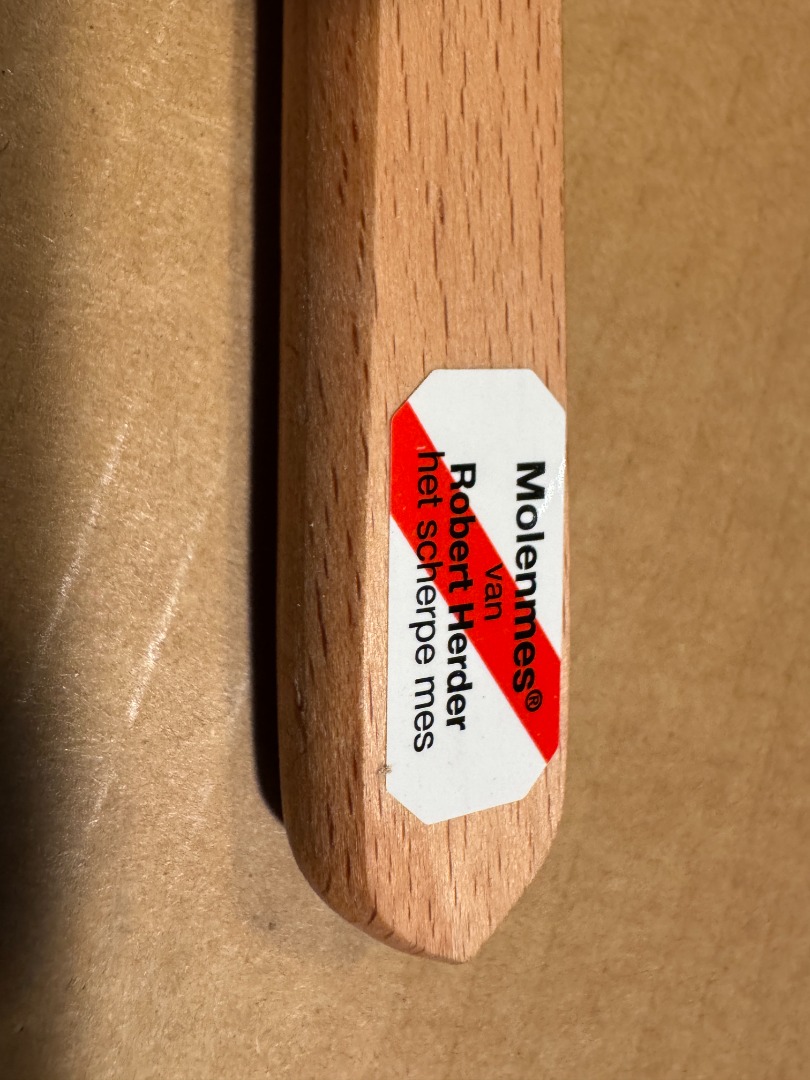 Molenmes®
van
Robert Herder
het scherpe mes